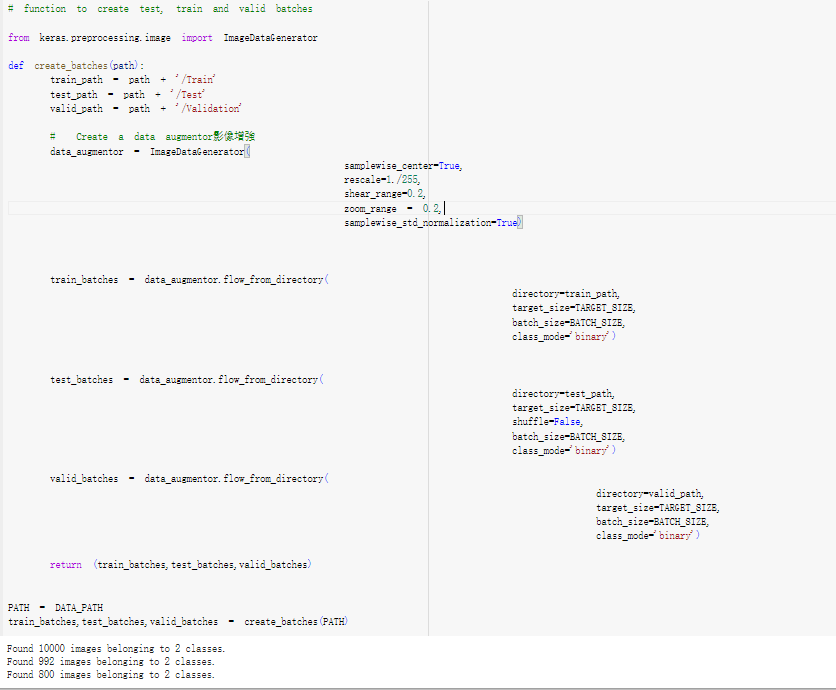 # function to create test, train and valid batches
from keras.preprocessing.image import ImageDataGenerator
def create_batches(path):
train_path = path + '/Train'
test_path = path + '/Test'
valid_path = path + '/Validation'
# Create a data augmentor影像增強
data_augmentor = ImageDataGenerator(
samplewise_center=True,
rescale=1./255,
shear_range=0.2,
zoom_range = 0.2,
samplewise_std_normalization=True)
train_batches = data_augmentor.flow_from_directory(
directory=train_path,
target_size=TARGET_SIZE,
batch_size=BATCH_SIZE,
class_mode='binary')
test_batches = data_augmentor.flow_from_directory(
directory=test_path,
target_size=TARGET_SIZE,
shuffle=False,
batch_size=BATCH_SIZE,
class_mode='binary')
valid_batches = data_augmentor.flow_from_directory(
directory=valid_path,
target_size=TARGET_SIZE,
batch_size=BATCH_SIZE,
class_mode='binary')
return (train_batches,test_batches,valid_batches)
PATH = DATA_PATH
train_batches,test_batches,valid_batches = create_batches(PATH)
Found 10000 images belonging to 2 classes.
Found 992 images belonging to 2 classes.
Found 800 images belonging to 2 classes.